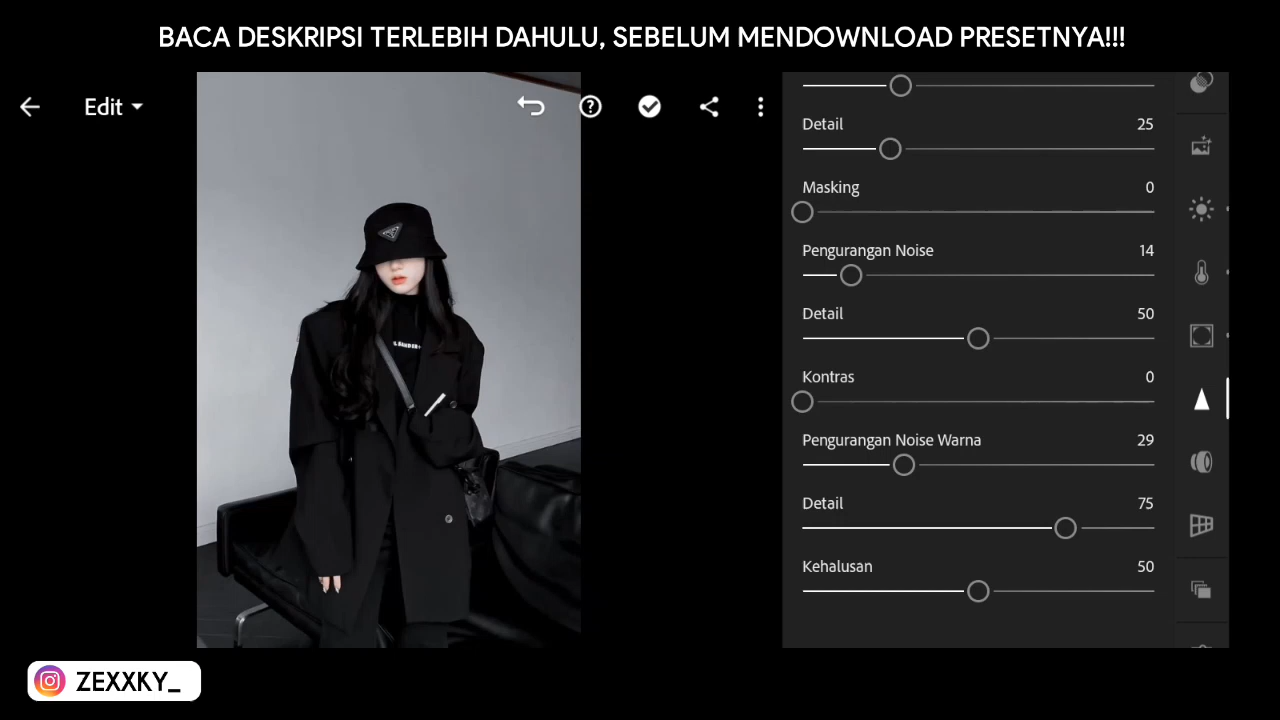 BACA DESKRIPSI TERLEBIH DAHULU, SEBELUM MENDOWNLOAD PRESETNYA!!!
Edit
Detail 25
Masking 0
Pengurangan Noise 14
Detail 50
Kontras 0
Pengurangan Noise Warna 29
Detail 75
Kehalusan 50
ZEXXKY_